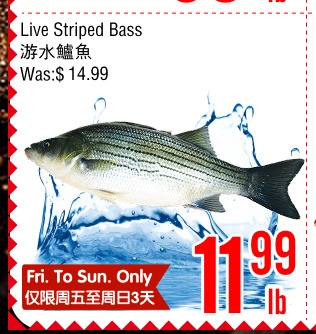 Live Striped Bass
游水鱸魚
Was:$ 14.99
Fri. To Sun. Only
仅限周五至周日3天
11.99
lb